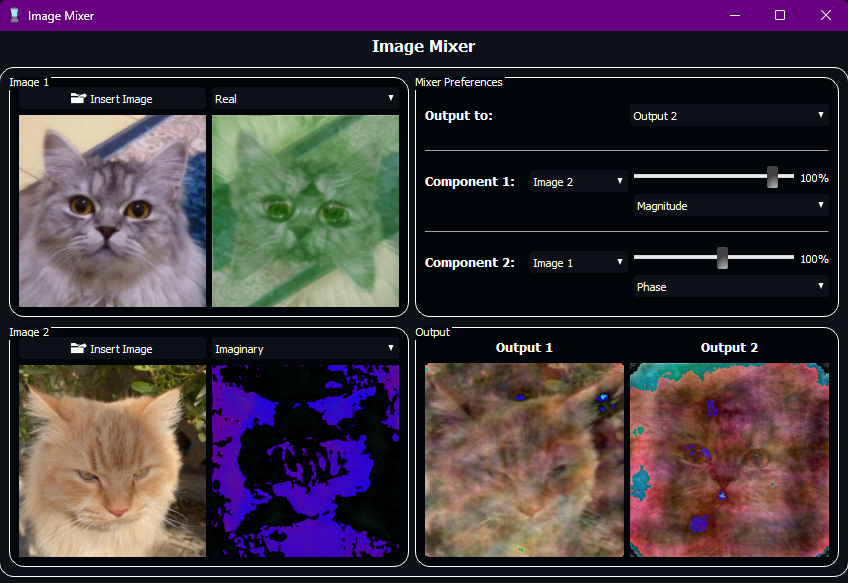 Image Mixer
Image Mixer
Image 1
Insert Image
Real
Mixer Preferences
Output to:
Output 2
Component 1:
Image 2
100%
Magnitude
Component 2:
Image 1
100%
Phase
Image 2
Insert Image
Imaginary
Output
Output 1
Output 2